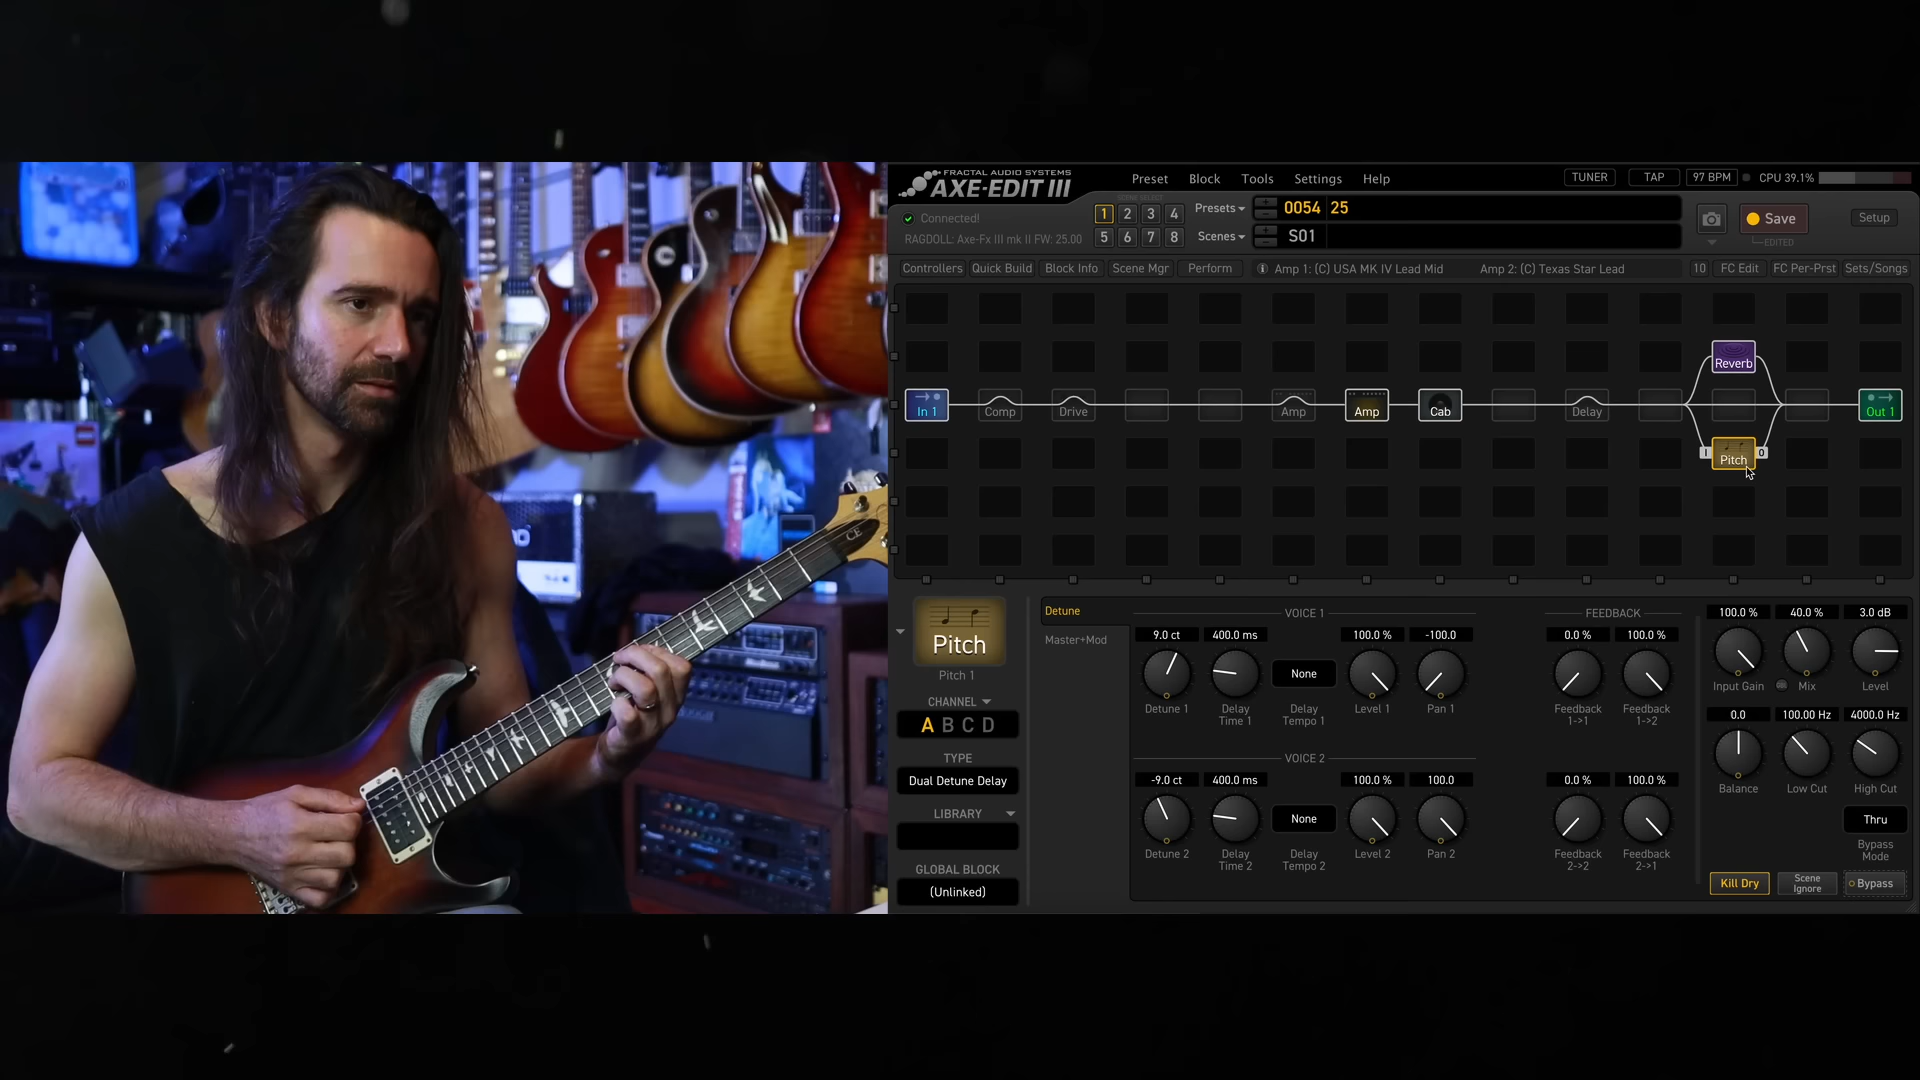 FRACTAL AUDIO SYSTEMS
AXE-EDIT III
Preset Block Tools Settings Help
TUNER TAP 97 BPM CPU 39.1%
Connected!
RAGDOLL: Axe-Fx III mk II FW: 25.00
SCENE SELECT
1 2 3 4
5 6 7 8
Presets 0054 25
Scenes S01
Save
EDITED
Setup
Controllers Quick Build Block Info Scene Mgr Perform
Amp 1: (C) USA MK IV Lead Mid Amp 2: (C) Texas Star Lead
10 FC Edit FC Per-Prst Sets/Songs
Reverb
In 1 Comp Drive Amp Amp Cab Delay Out 1
I Pitch O
CE
Pitch
Pitch 1
CHANNEL
A B C D
TYPE
Dual Detune Delay
LIBRARY
GLOBAL BLOCK
(Unlinked)
Detune
Master+Mod
VOICE 1
9.0 ct 400.0 ms 100.0 % -100.0
None
Detune 1 Delay Time 1 Delay Tempo 1 Level 1 Pan 1
VOICE 2
-9.0 ct 400.0 ms 100.0 % 100.0
None
Detune 2 Delay Time 2 Delay Tempo 2 Level 2 Pan 2
FEEDBACK
0.0 % 100.0 %
Feedback 1->1 Feedback 1->2
0.0 % 100.0 %
Feedback 2->2 Feedback 2->1
100.0 % 40.0 % 3.0 dB
Input Gain Mix Level
0.0 100.00 Hz 4000.0 Hz
Balance Low Cut High Cut
Thru
Bypass Mode
Kill Dry Scene Ignore Bypass